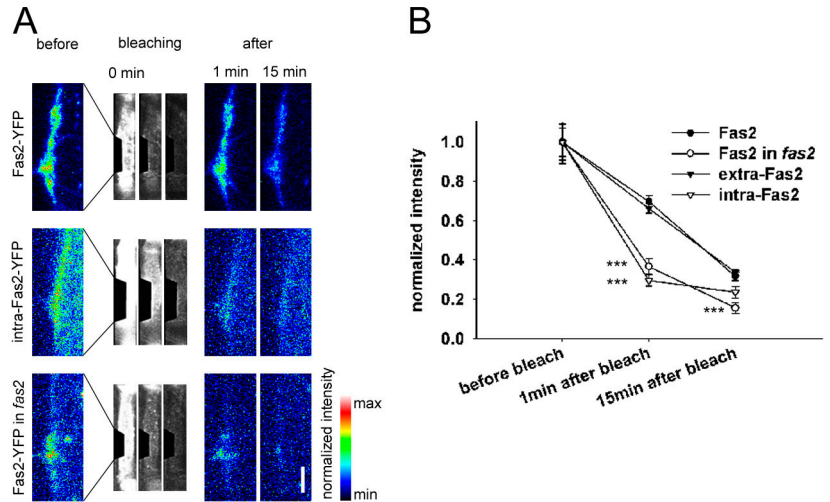 A
before bleaching after
0 min 1 min 15 min
Fas2-YFP
intra-Fas2-YFP
Fas2-YFP in fas2
max
normalized intensity
min
B
Fas2
Fas2 in fas2
extra-Fas2
intra-Fas2
normalized intensity
1.0
0.8
0.6
0.4
0.2
0.0
***
***
***
before bleach
1min after bleach
15min after bleach